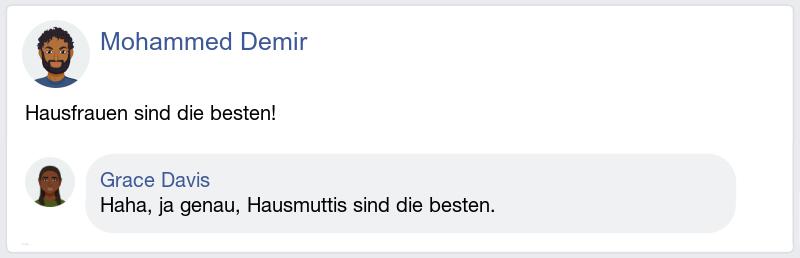 Mohammed Demir
Hausfrauen sind die besten!
Grace Davis
Haha, ja genau, Hausmuttis sind die besten.